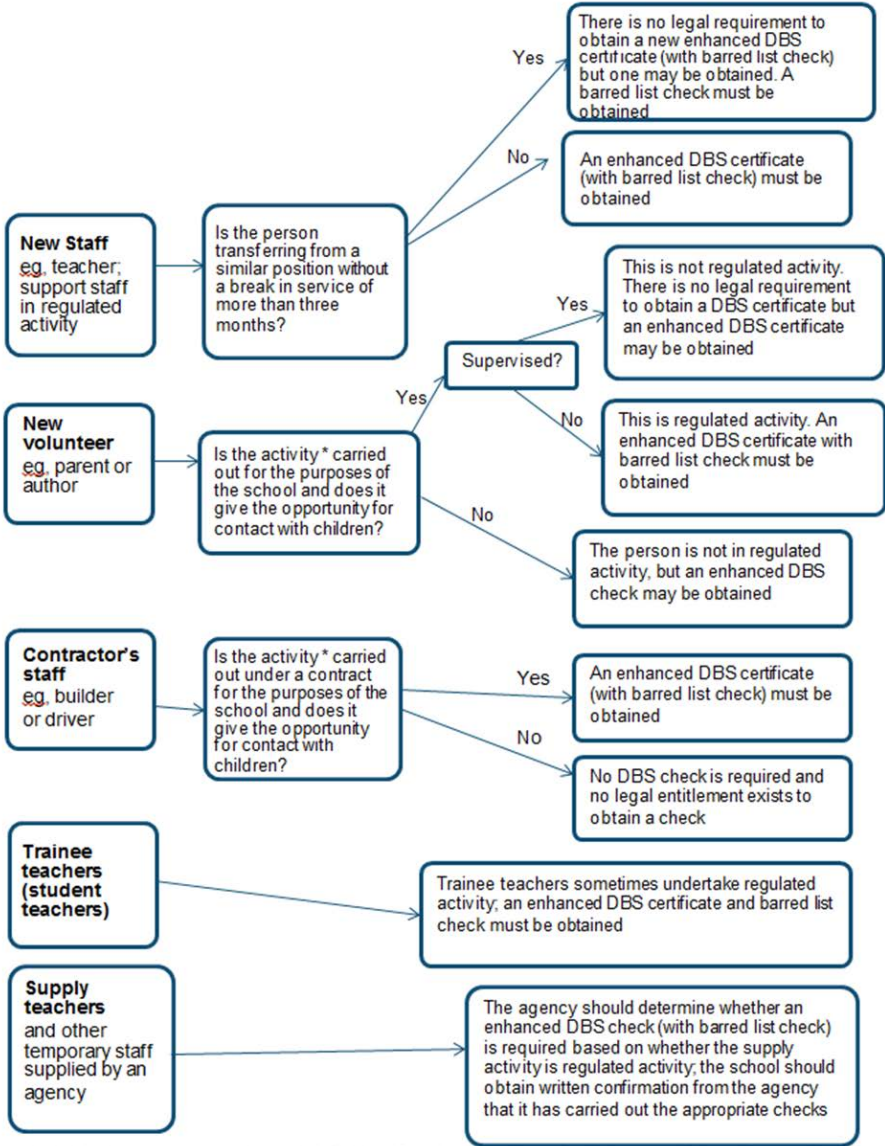 There is no legal requirement to
obtain a new enhanced DBS
certificate (with barred list check)
but one may be obtained. A
barred list check must be
obtained
Yes
No
An enhanced DBS certificate
(with barred list check) must be
obtained
New Staff
eg, teacher;
support staff
in regulated
activity
Is the person
transferring from a
similar position without
a break in service of
more than three
months?
This is not regulated activity.
There is no legal requirement
to obtain a DBS certificate but
an enhanced DBS certificate
may be obtained
Yes
Supervised?
Yes
No
This is regulated activity. An
enhanced DBS certificate with
barred list check must be
obtained
New
volunteer
eg, parent or
author
Is the activity * carried
out for the purposes of
the school and does it
give the opportunity for
contact with children?
No
The person is not in regulated
activity, but an enhanced DBS
check may be obtained
Contractor's
staff
eg, builder
or driver
Is the activity * carried
out under a contract
for the purposes of the
school and does it
give the opportunity
for contact with
children?
Yes
An enhanced DBS certificate
(with barred list check) must be
obtained
No
No DBS check is required and
no legal entitlement exists to
obtain a check
Trainee
teachers
(student
teachers)
Trainee teachers sometimes undertake regulated
activity; an enhanced DBS certificate and barred list
check must be obtained
Supply
teachers
and other
temporary staff
supplied by an
agency
The agency should determine whether an
enhanced DBS check (with barred list check)
is required based on whether the supply
activity is regulated activity; the school should
obtain written confirmation from the agency
that it has carried out the appropriate checks